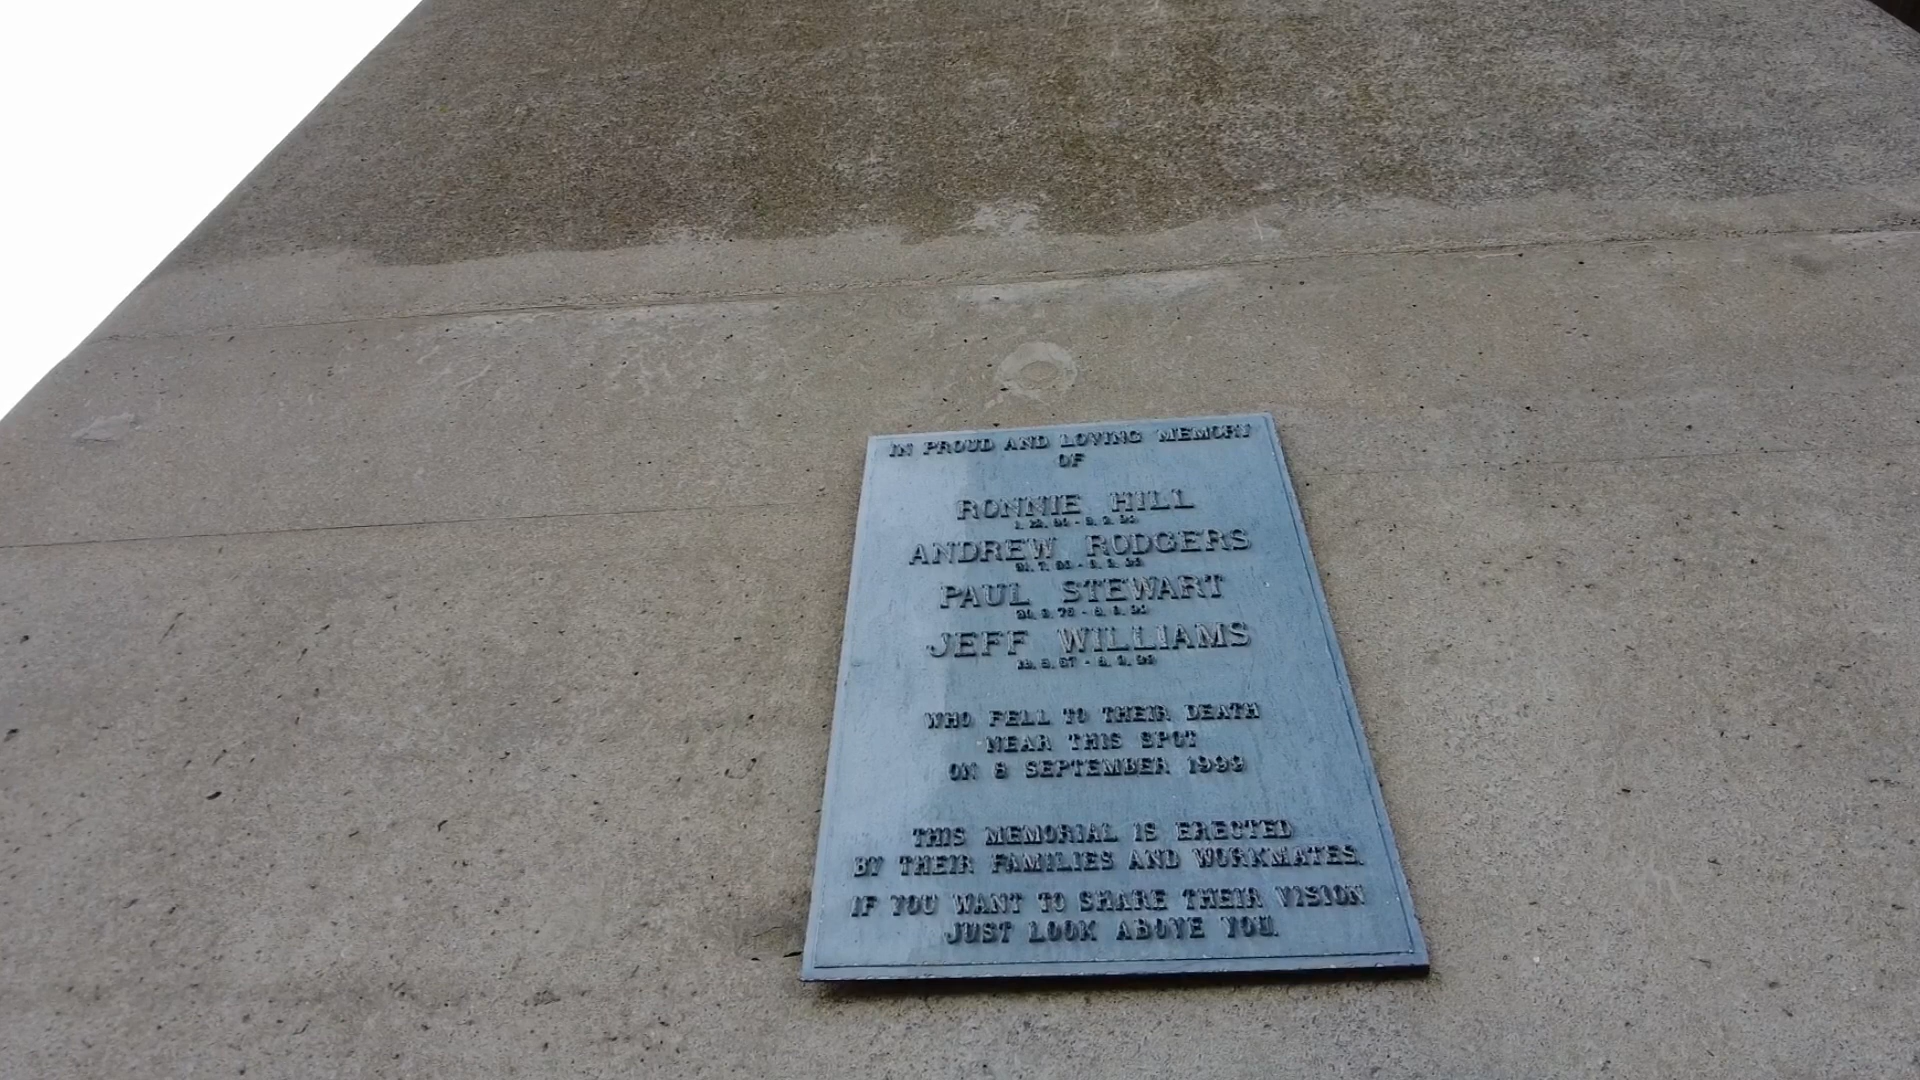 IN PROUD AND LOVING MEMORY
OF
RONNIE HILL
ANDREW RODGERS
PAUL STEWART
JEFF WILLIAMS
WHO FELL TO THEIR DEATH
NEAR THIS SPOT
ON 8 SEPTEMBER 1999
THIS MEMORIAL IS ERECTED
BY THEIR FAMILIES AND WORKMATES.
IF YOU WANT TO SHARE THEIR VISION
JUST LOOK ABOVE YOU.